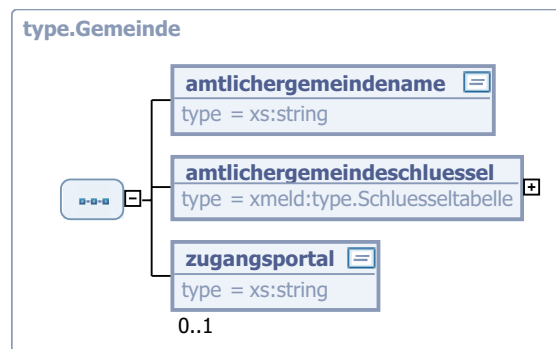 type.Gemeinde
amtlichergemeindename
type = xs:string
amtlichergemeindeschluessel
type = xmeld:type.Schluesseltabelle
zugangsportal
type = xs:string
0..1